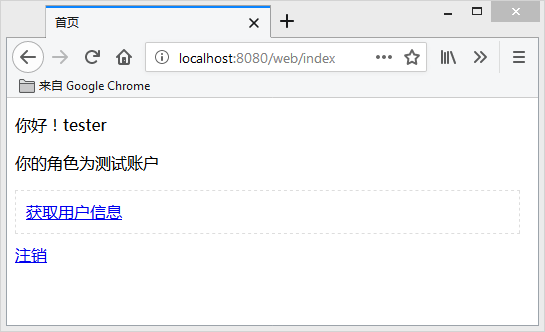 首页
localhost:8080/web/index
来自 Google Chrome
你好！tester
你的角色为测试账户
获取用户信息
注销